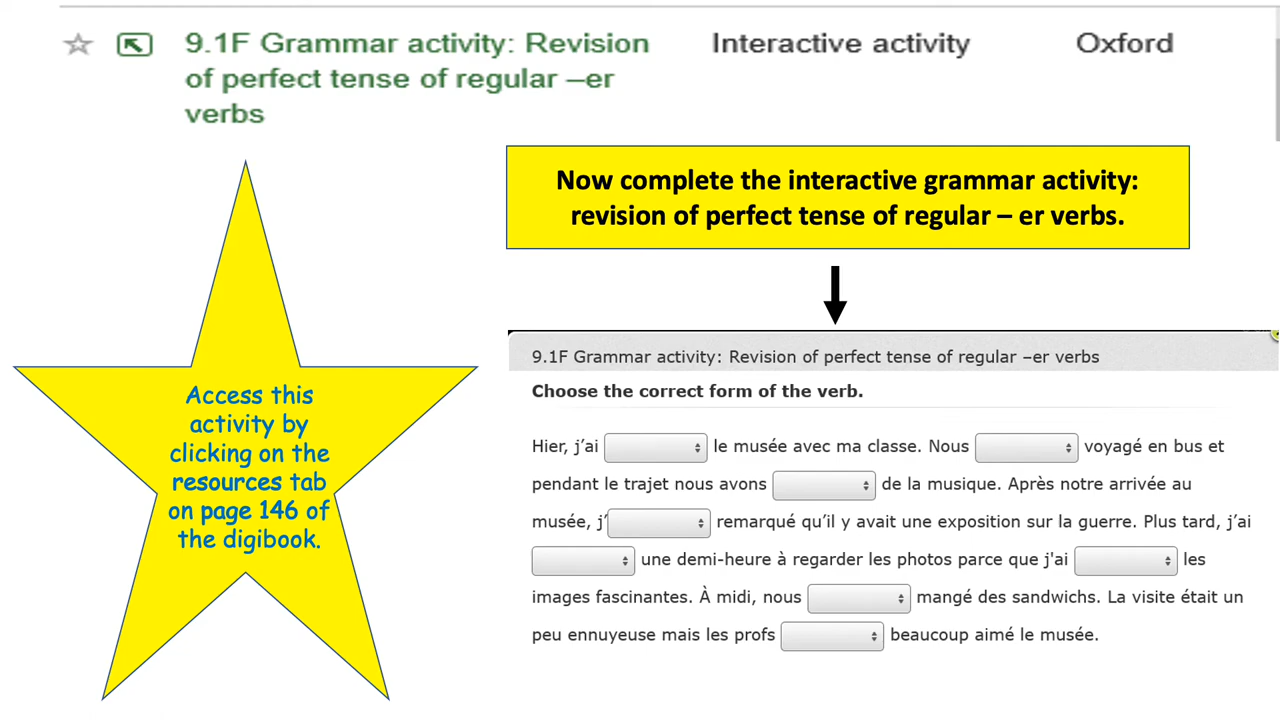 9.1F Grammar activity: Revision Interactive activity Oxford
of perfect tense of regular –er
verbs
Now complete the interactive grammar activity:
revision of perfect tense of regular – er verbs.
Access this
activity by
clicking on the
resources tab
on page 146 of
the digibook.
9.1F Grammar activity: Revision of perfect tense of regular –er verbs
Choose the correct form of the verb.
Hier, j’ai le musée avec ma classe. Nous voyagé en bus et
pendant le trajet nous avons de la musique. Après notre arrivée au
musée, j’ remarqué qu’il y avait une exposition sur la guerre. Plus tard, j’ai
une demi-heure à regarder les photos parce que j'ai les
images fascinantes. À midi, nous mangé des sandwichs. La visite était un
peu ennuyeuse mais les profs beaucoup aimé le musée.